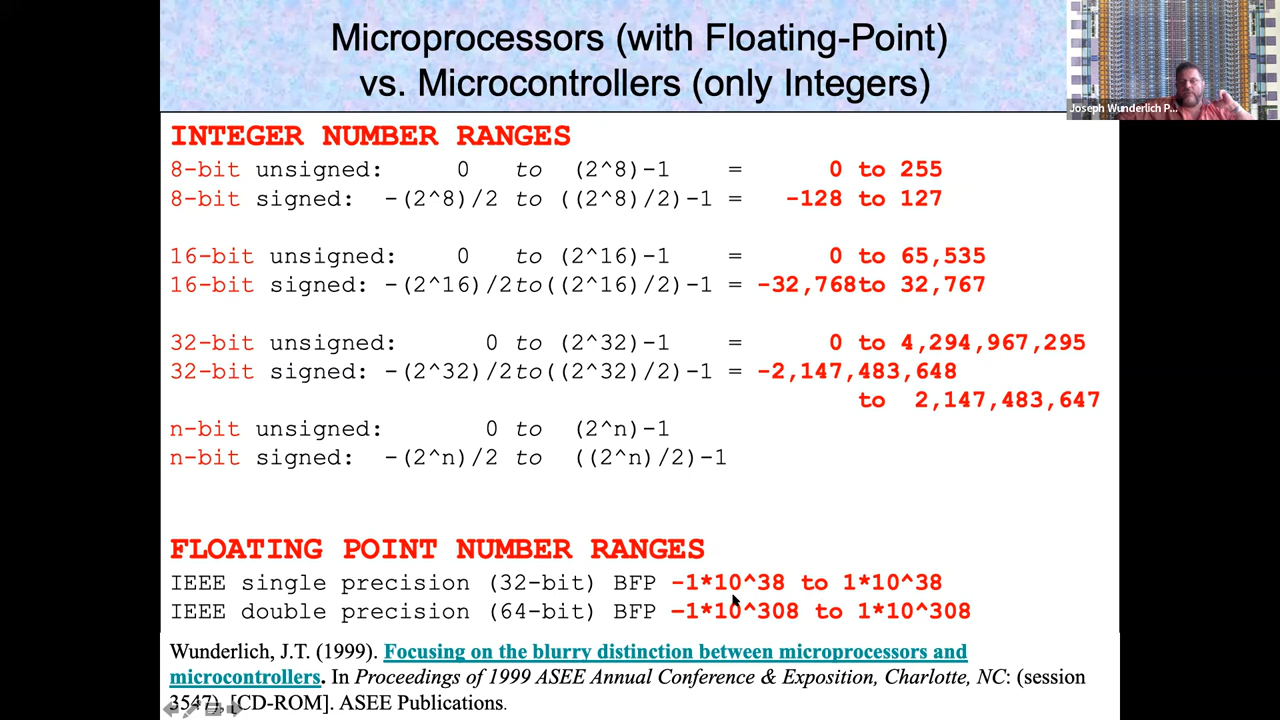 Microprocessors (with Floating-Point)
vs. Microcontrollers (only Integers)
Joseph Wunderlich P...
INTEGER NUMBER RANGES
8-bit unsigned: 0 to (2^8)-1 = 0 to 255
8-bit signed: -(2^8)/2 to ((2^8)/2)-1 = -128 to 127
16-bit unsigned: 0 to (2^16)-1 = 0 to 65,535
16-bit signed: -(2^16)/2to((2^16)/2)-1 = -32,768to 32,767
32-bit unsigned: 0 to (2^32)-1 = 0 to 4,294,967,295
32-bit signed: -(2^32)/2to((2^32)/2)-1 = -2,147,483,648
to 2,147,483,647
n-bit unsigned: 0 to (2^n)-1
n-bit signed: -(2^n)/2 to ((2^n)/2)-1
FLOATING POINT NUMBER RANGES
IEEE single precision (32-bit) BFP -1*10^38 to 1*10^38
IEEE double precision (64-bit) BFP -1*10^308 to 1*10^308
Wunderlich, J.T. (1999). Focusing on the blurry distinction between microprocessors and
microcontrollers. In Proceedings of 1999 ASEE Annual Conference & Exposition, Charlotte, NC: (session
3547), [CD-ROM]. ASEE Publications.